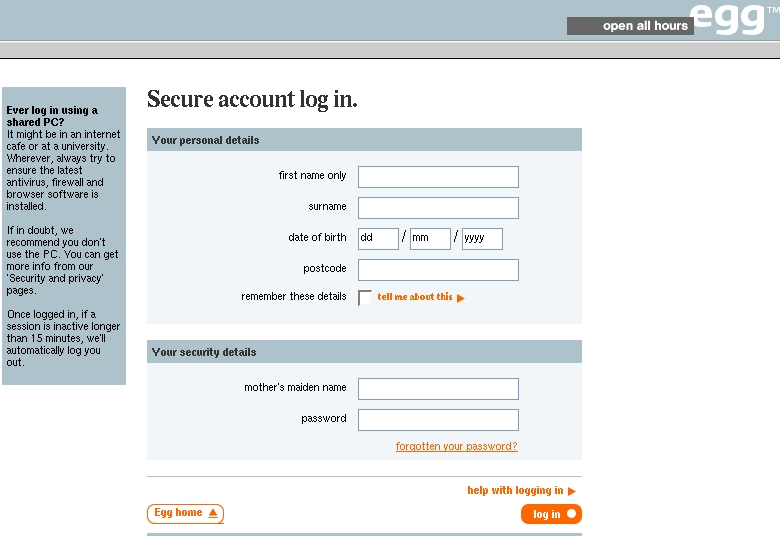 open all hours
egg™
Ever log in using a
shared PC?
It might be in an internet
cafe or at a university.
Wherever, always try to
ensure the latest
antivirus, firewall and
browser software is
installed.
If in doubt, we
recommend you don't
use the PC. You can get
more info from our
'Security and privacy'
pages.
Once logged in, if a
session is inactive longer
than 15 minutes, we'll
automatically log you
out.
Secure account log in.
Your personal details
first name only
surname
date of birth dd / mm / yyyy
postcode
remember these details tell me about this
Your security details
mother's maiden name
password
forgotten your password?
help with logging in
Egg home
log in